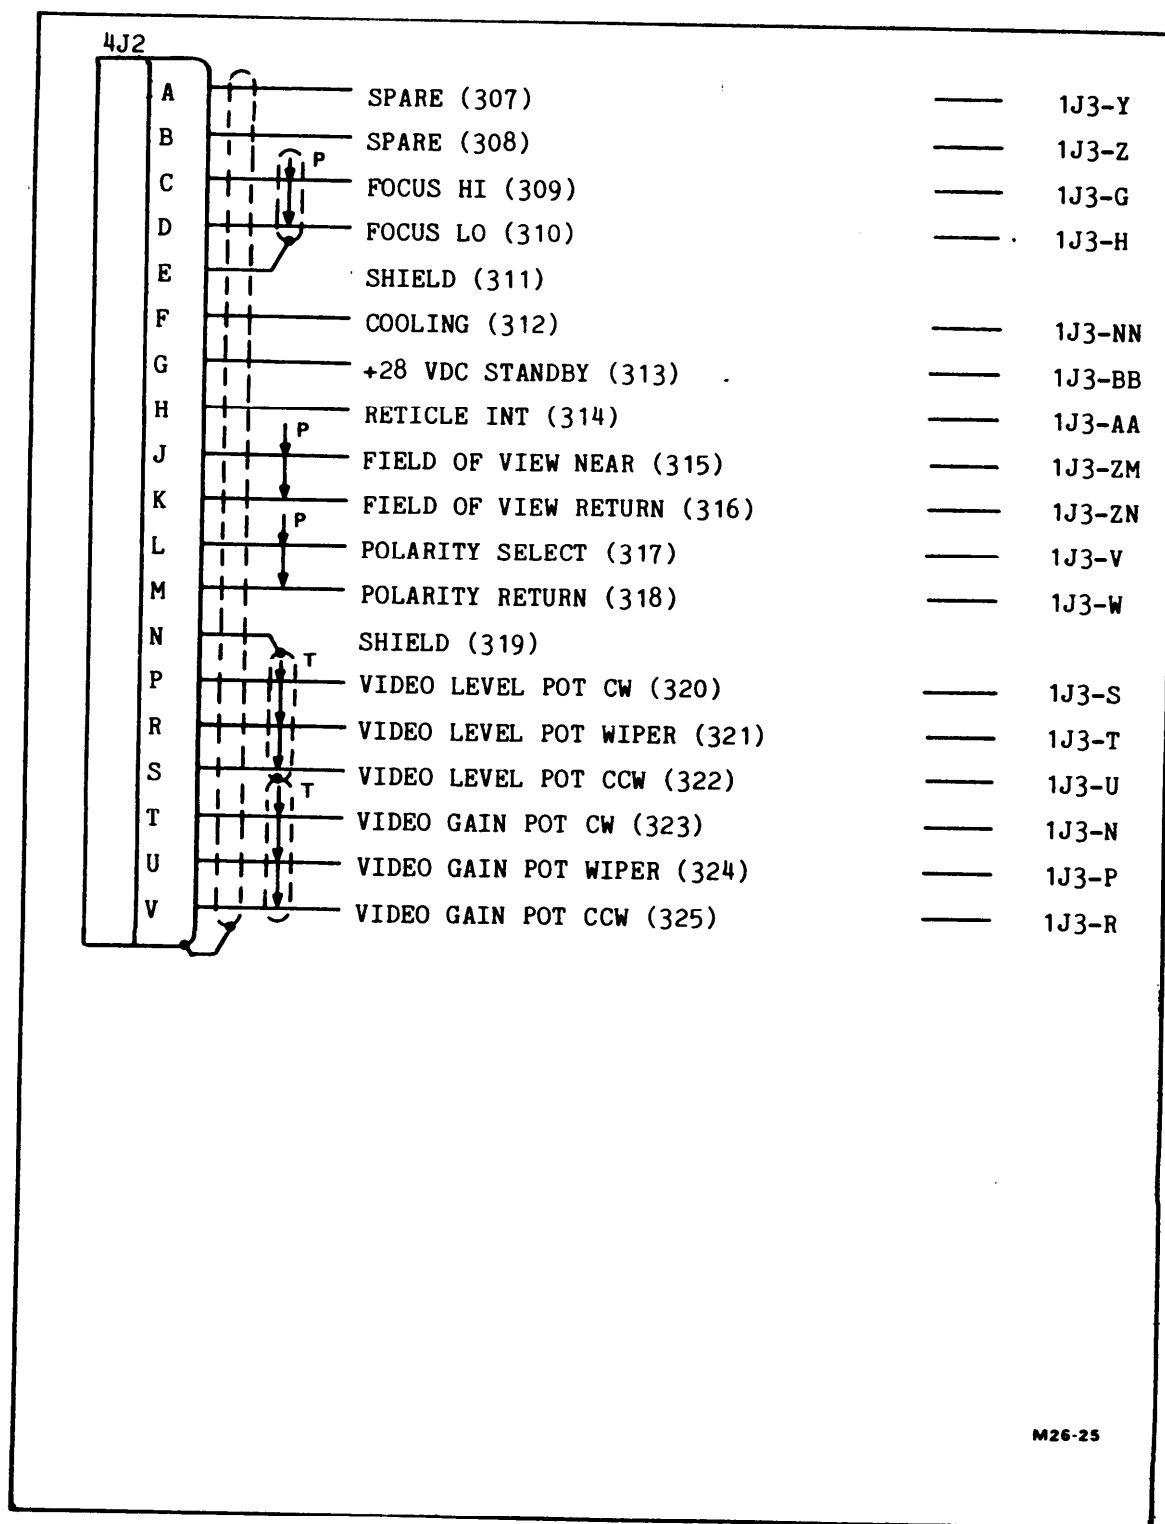 4J2
A SPARE (307) 1J3-Y
B SPARE (308) 1J3-Z
P
C FOCUS HI (309) 1J3-G
D FOCUS LO (310) 1J3-H
E SHIELD (311)
F COOLING (312) 1J3-NN
G +28 VDC STANDBY (313) 1J3-BB
H RETICLE INT (314) 1J3-AA
P
J FIELD OF VIEW NEAR (315) 1J3-ZM
K FIELD OF VIEW RETURN (316) 1J3-ZN
P
L POLARITY SELECT (317) 1J3-V
M POLARITY RETURN (318) 1J3-W
N SHIELD (319)
T
P VIDEO LEVEL POT CW (320) 1J3-S
R VIDEO LEVEL POT WIPER (321) 1J3-T
S VIDEO LEVEL POT CCW (322) 1J3-U
T
T VIDEO GAIN POT CW (323) 1J3-N
U VIDEO GAIN POT WIPER (324) 1J3-P
V VIDEO GAIN POT CCW (325) 1J3-R
M26-25